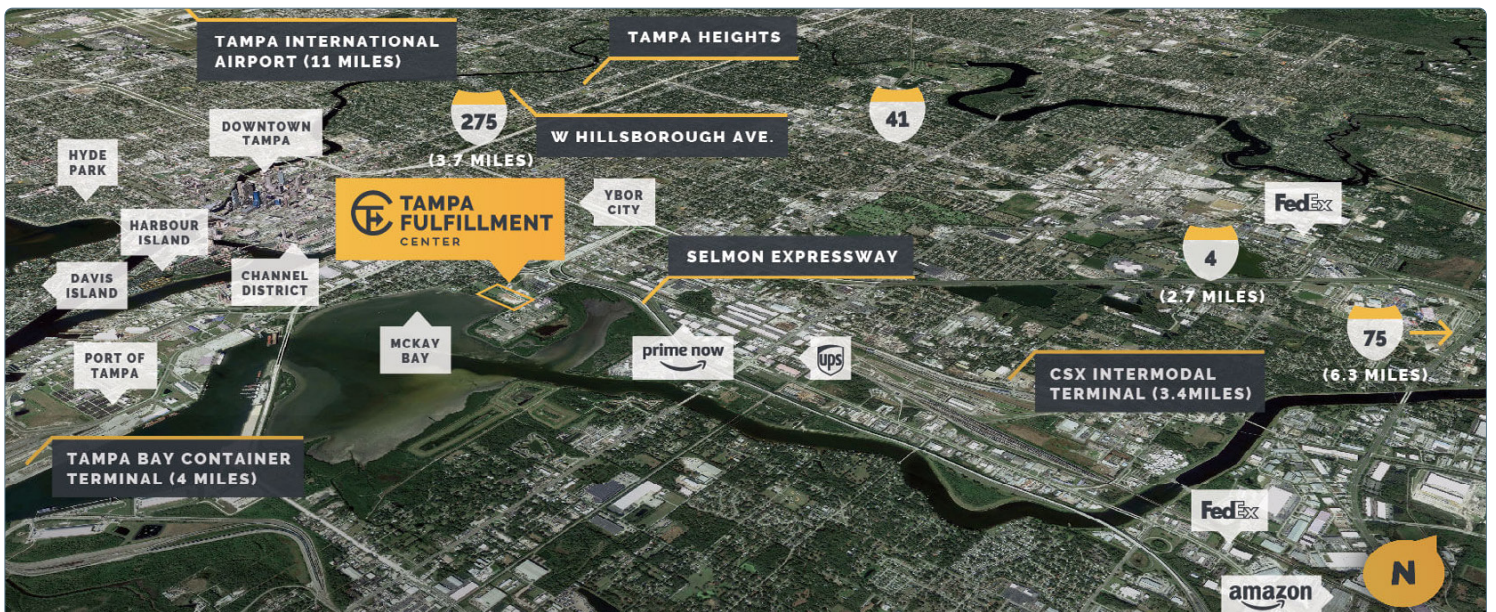 TAMPA INTERNATIONAL
AIRPORT (11 MILES)
TAMPA HEIGHTS
275
(3.7 MILES)
W HILLSBOROUGH AVE.
41
DOWNTOWN
TAMPA
HYDE
PARK
TAMPA
FULFILLMENT
CENTER
YBOR
CITY
FedEx
HARBOUR
ISLAND
SELMON EXPRESSWAY
4
(2.7 MILES)
DAVIS
ISLAND
CHANNEL
DISTRICT
75
(6.3 MILES)
MCKAY
BAY
PORT OF
TAMPA
prime now
ups
CSX INTERMODAL
TERMINAL (3.4MILES)
TAMPA BAY CONTAINER
TERMINAL (4 MILES)
FedEx
N
amazon